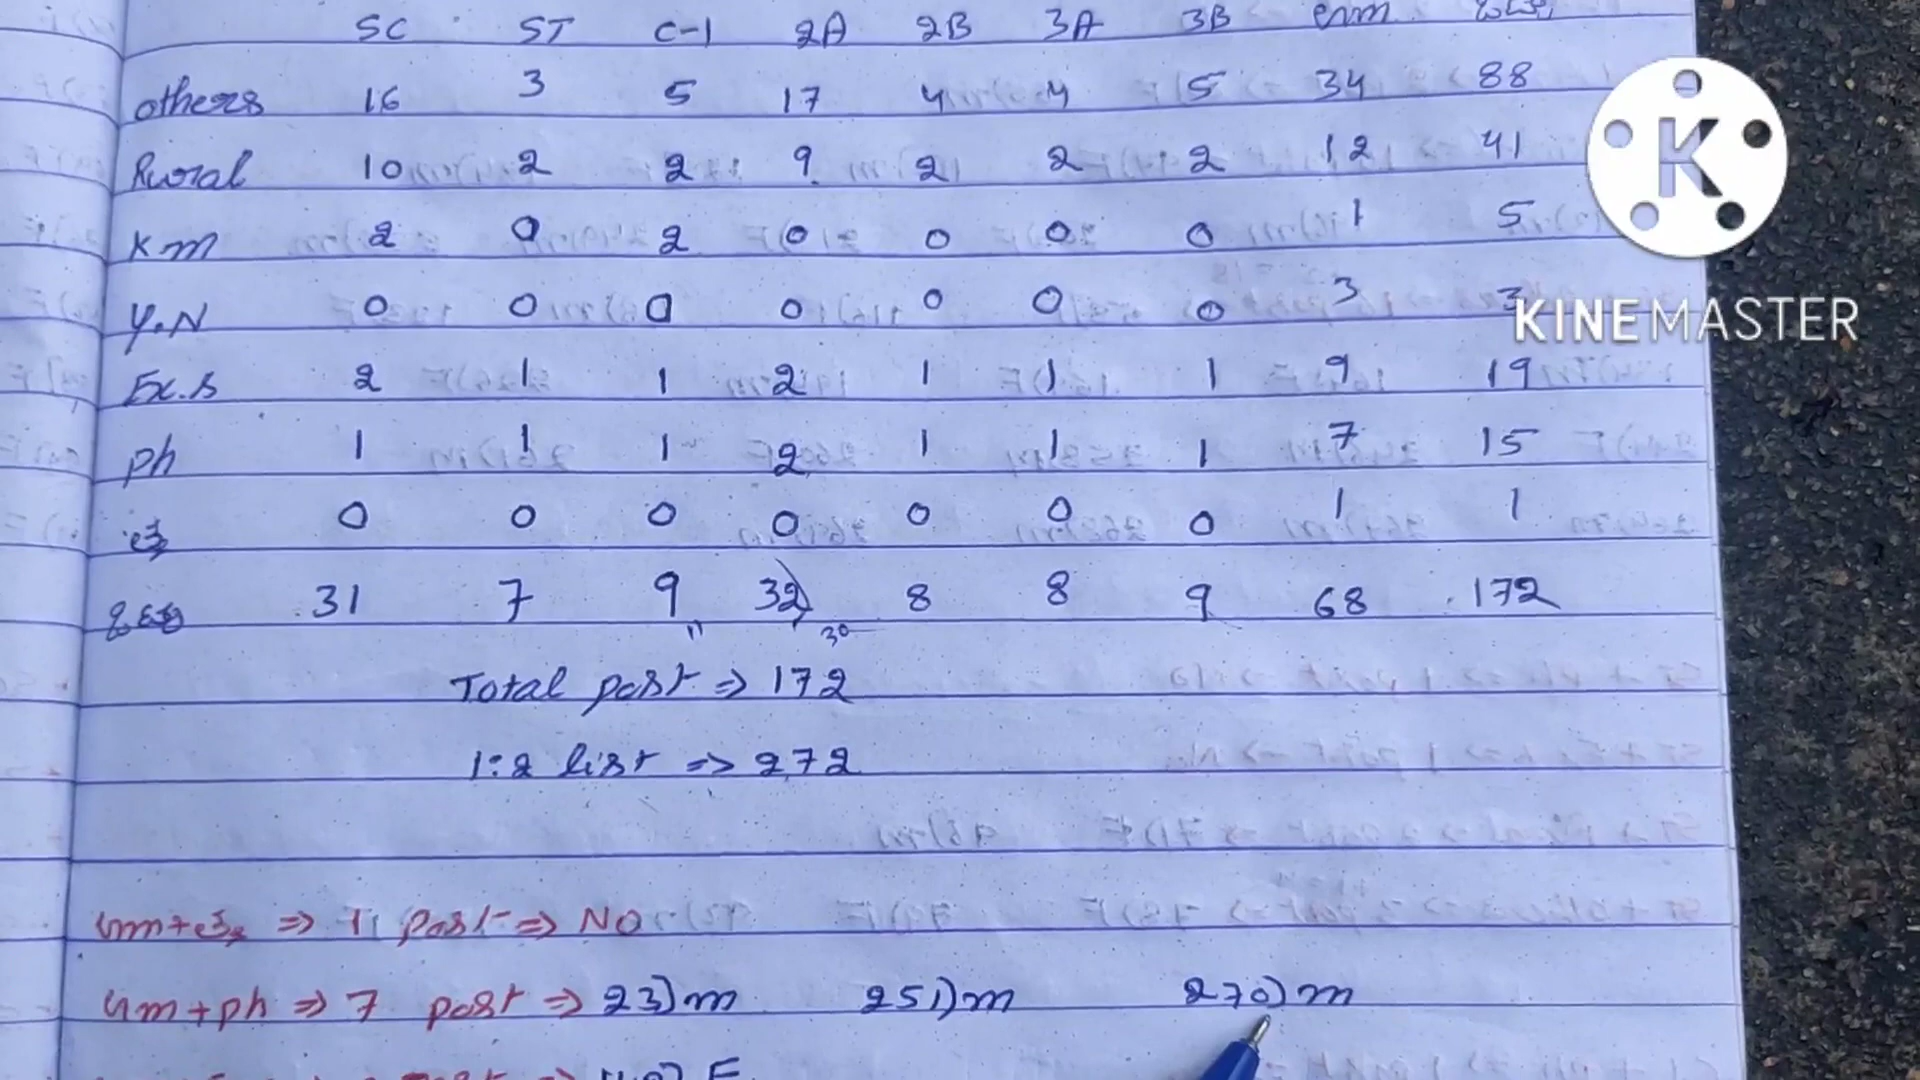 SC ST C-1 2A 2B 3A 3B
others 16 3 5 17 4 4 5 34 88
Rural 10 2 2 9 2 2 2 12 41
KM 2 0 2 0 0 0 0 1 5
Y.N 0 0 0 0 0 0 0 3 3
Ex.s 2 1 1 2 1 1 1 9 19
ph 1 1 1 2 1 1 1 7 15
0 0 0 0 0 0 0 1 1
31 7 9 32 8 8 9 68 172
11 30
Total post => 172
1:2 list => 272
=> 1 post => NO
Gm+ph => 7 post => 23)m 251)m 270)m
K
KINEMASTER